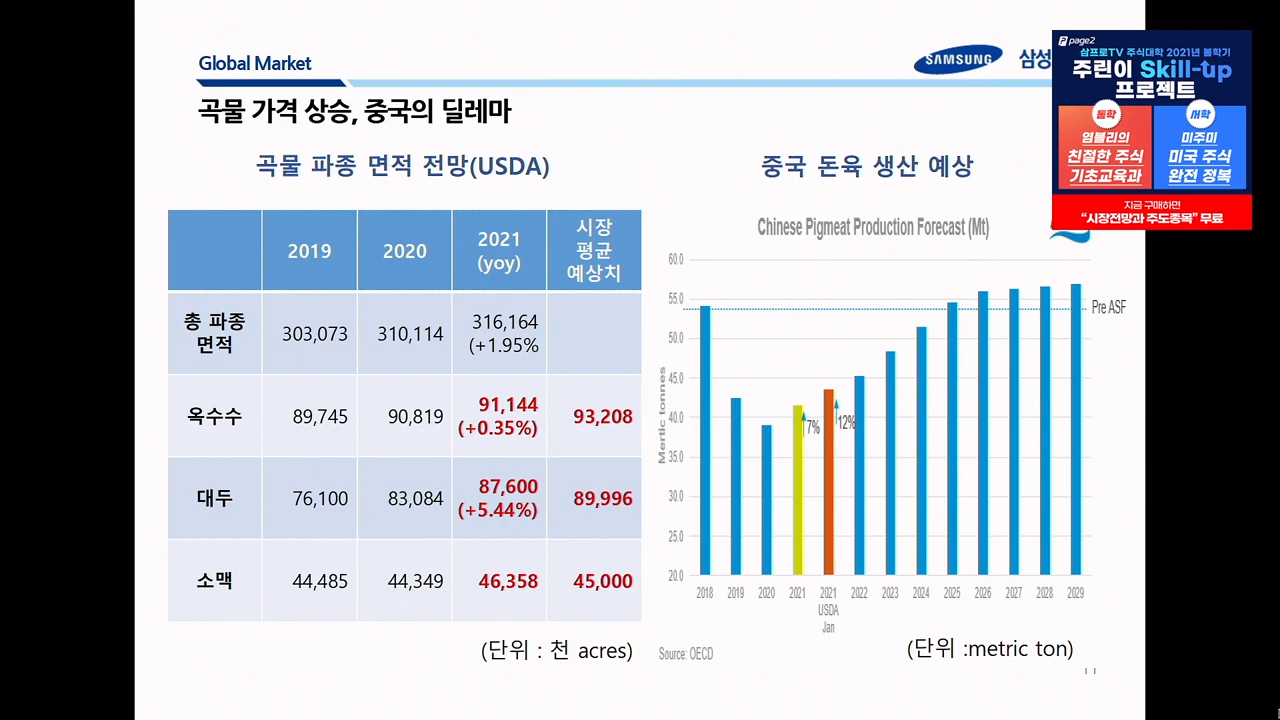 Global Market
SAMSUNG 삼성
곡물 가격 상승, 중국의 딜레마
곡물 파종 면적 전망(USDA)
2019 2020 2021 (yoy) 시장 평균 예상치
총 파종 면적 303,073 310,114 316,164 (+1.95%
옥수수 89,745 90,819 91,144 (+0.35%) 93,208
대두 76,100 83,084 87,600 (+5.44%) 89,996
소맥 44,485 44,349 46,358 45,000
(단위 : 천 acres)
중국 돈육 생산 예상
Chinese Pigmeat Production Forecast (Mt)
Mertic tonnes
60.0
55.0
50.0
45.0
40.0
35.0
30.0
25.0
20.0
Pre ASF
7%
12%
2018 2019 2020 2021 2021 USDA Jan 2022 2023 2024 2025 2026 2027 2028 2029
Source: OECD
(단위 :metric ton)
page2
삼프로TV 주식대학 2021년 봄학기
주린이 Skill-up
프로젝트
동학
염블리의
친절한 주식
기초교육과
서학
미주미
미국 주식
완전 정복
지금 구매하면
“시장전망과 주도종목” 무료